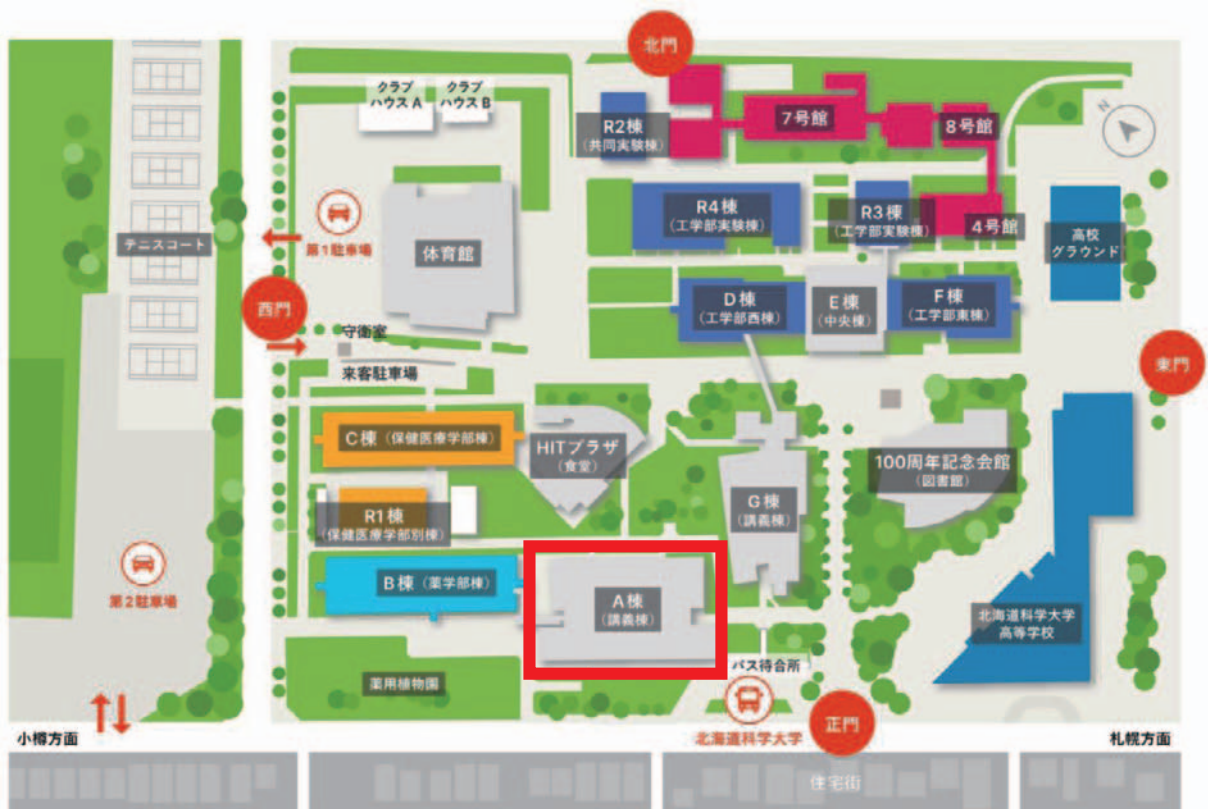 北門
クラブ
ハウス A
クラブ
ハウス B
R2棟
(共同実験棟)
7号館
8号館
N
第1駐車場
テニスコート
体育館
R4棟
(工学部実験棟)
R3棟
(工学部実験棟)
4号館
高校
グラウンド
西門
D棟
(工学部西棟)
E棟
(中央棟)
F棟
(工学部東棟)
守衛室
来客駐車場
東門
C棟(保健医療学部棟)
HITプラザ
(食堂)
100周年記念会館
(図書館)
R1棟
(保健医療学部別棟)
G棟
(講義棟)
B棟(薬学部棟)
第2駐車場
A棟
(講義棟)
北海道科学大学
高等学校
薬用植物園
バス待合所
北海道科学大学
正門
小樽方面
札幌方面
住宅街